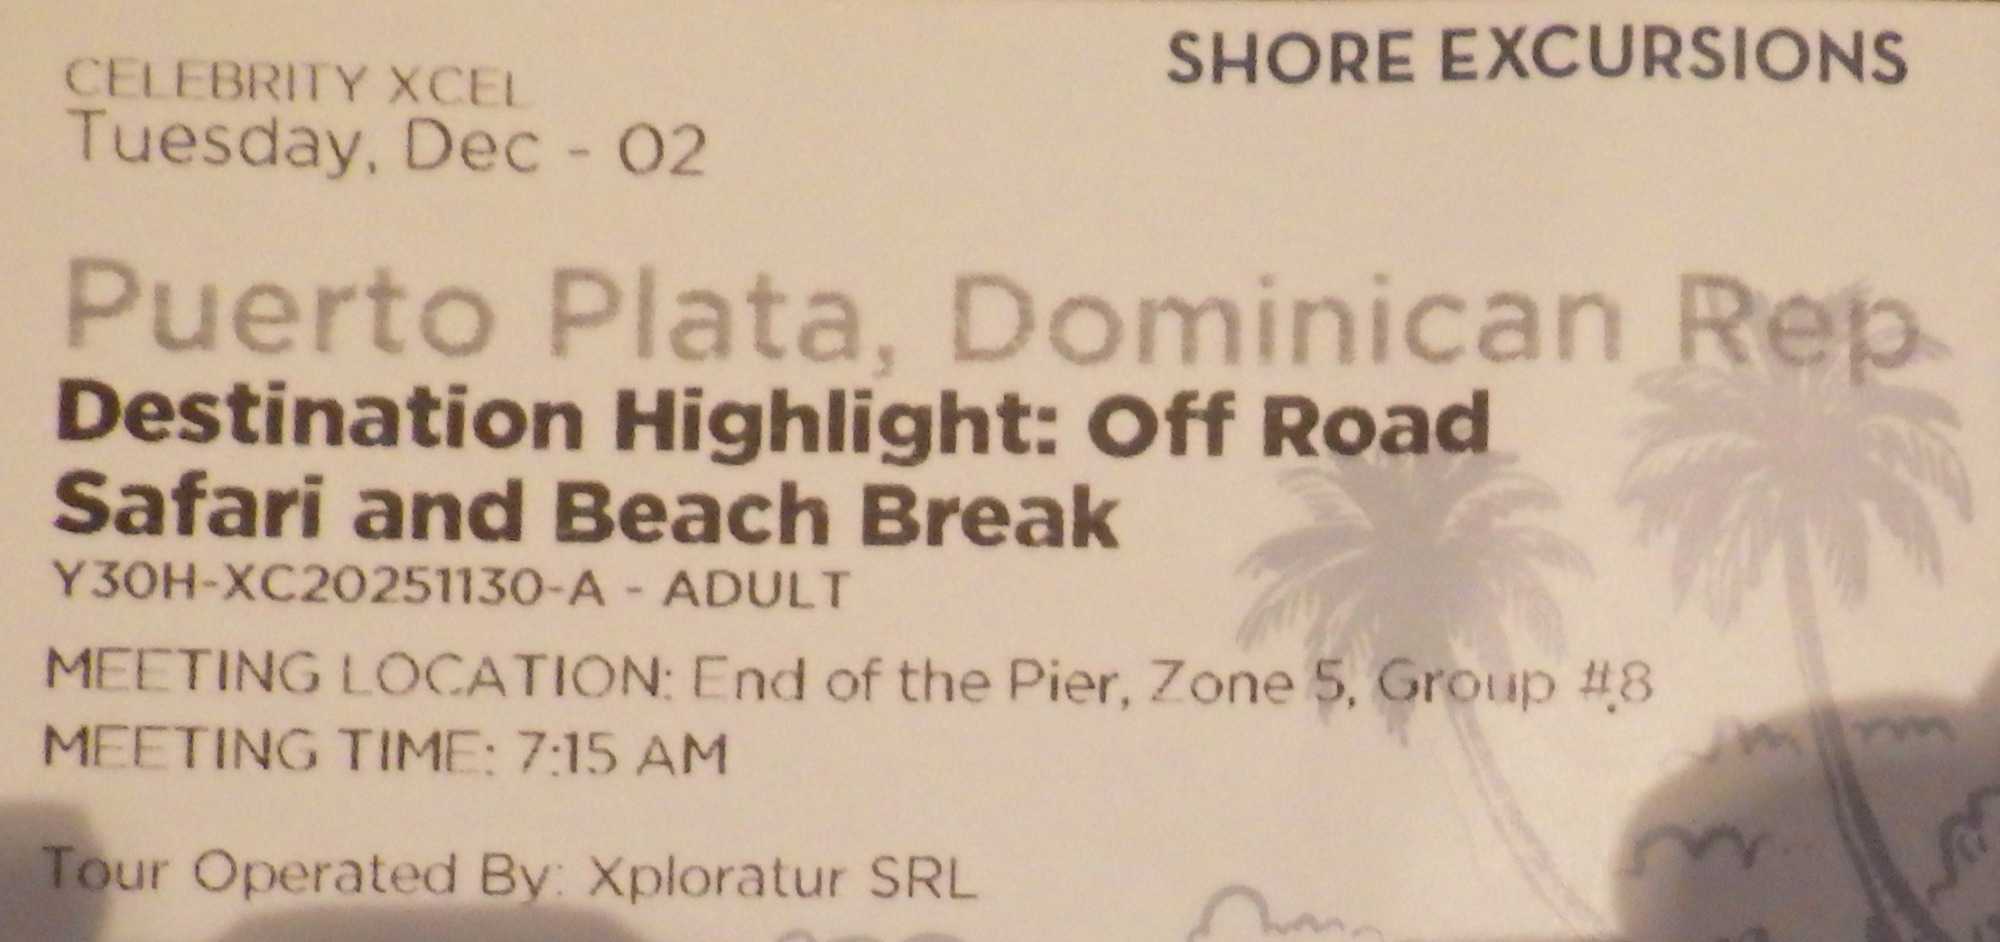 SHORE EXCURSIONS
CELEBRITY XCEL
Tuesday, Dec - 02
Puerto Plata, Dominican Rep
Destination Highlight: Off Road
Safari and Beach Break
Y30H-XC20251130-A - ADULT
MEETING LOCATION: End of the Pier, Zone 5, Group #8
MEETING TIME: 7:15 AM
Tour Operated By: Xploratur SRL